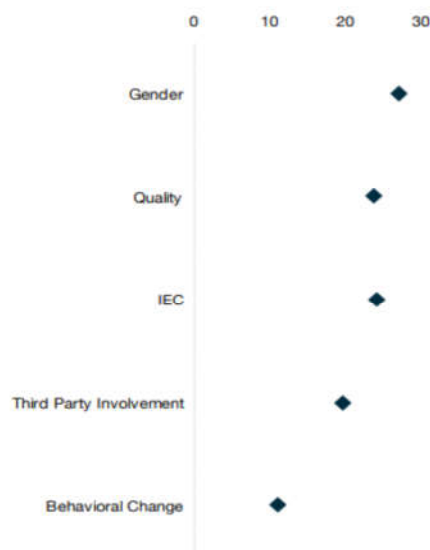 0 10 20 30
Gender
Quality
IEC
Third Party Involvement
Behavioral Change